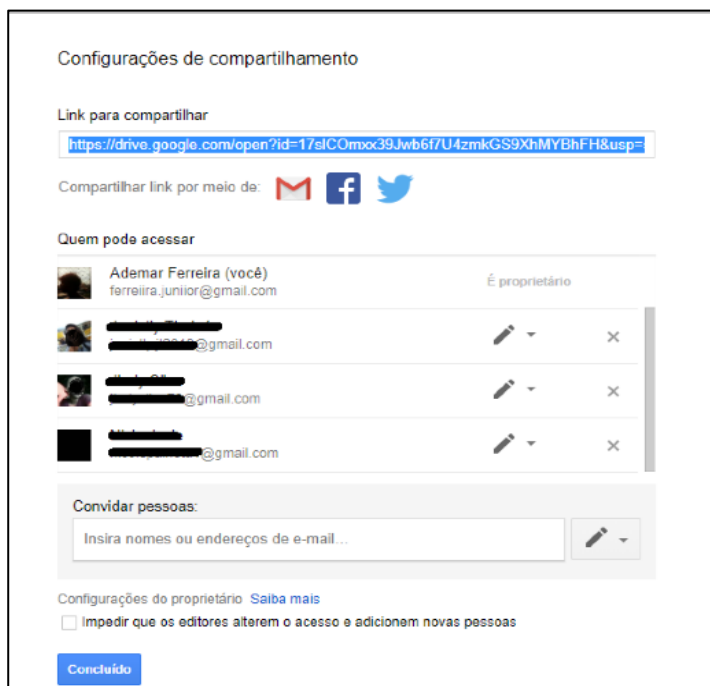 Configurações de compartilhamento
Link para compartilhar
https://drive.google.com/open?id=17slCOmxx39Jwb6f7U4zmkGS9XhMYBhFH&usp=
Compartilhar link por meio de:
Quem pode acessar
Ademar Ferreira (você)
É proprietário
ferreiira.juniior@gmail.com
@gmail.com
@gmail.com
@gmail.com
Convidar pessoas:
Insira nomes ou endereços de e-mail...
Configurações do proprietário Saiba mais
Impedir que os editores alterem o acesso e adicionem novas pessoas
Concluído